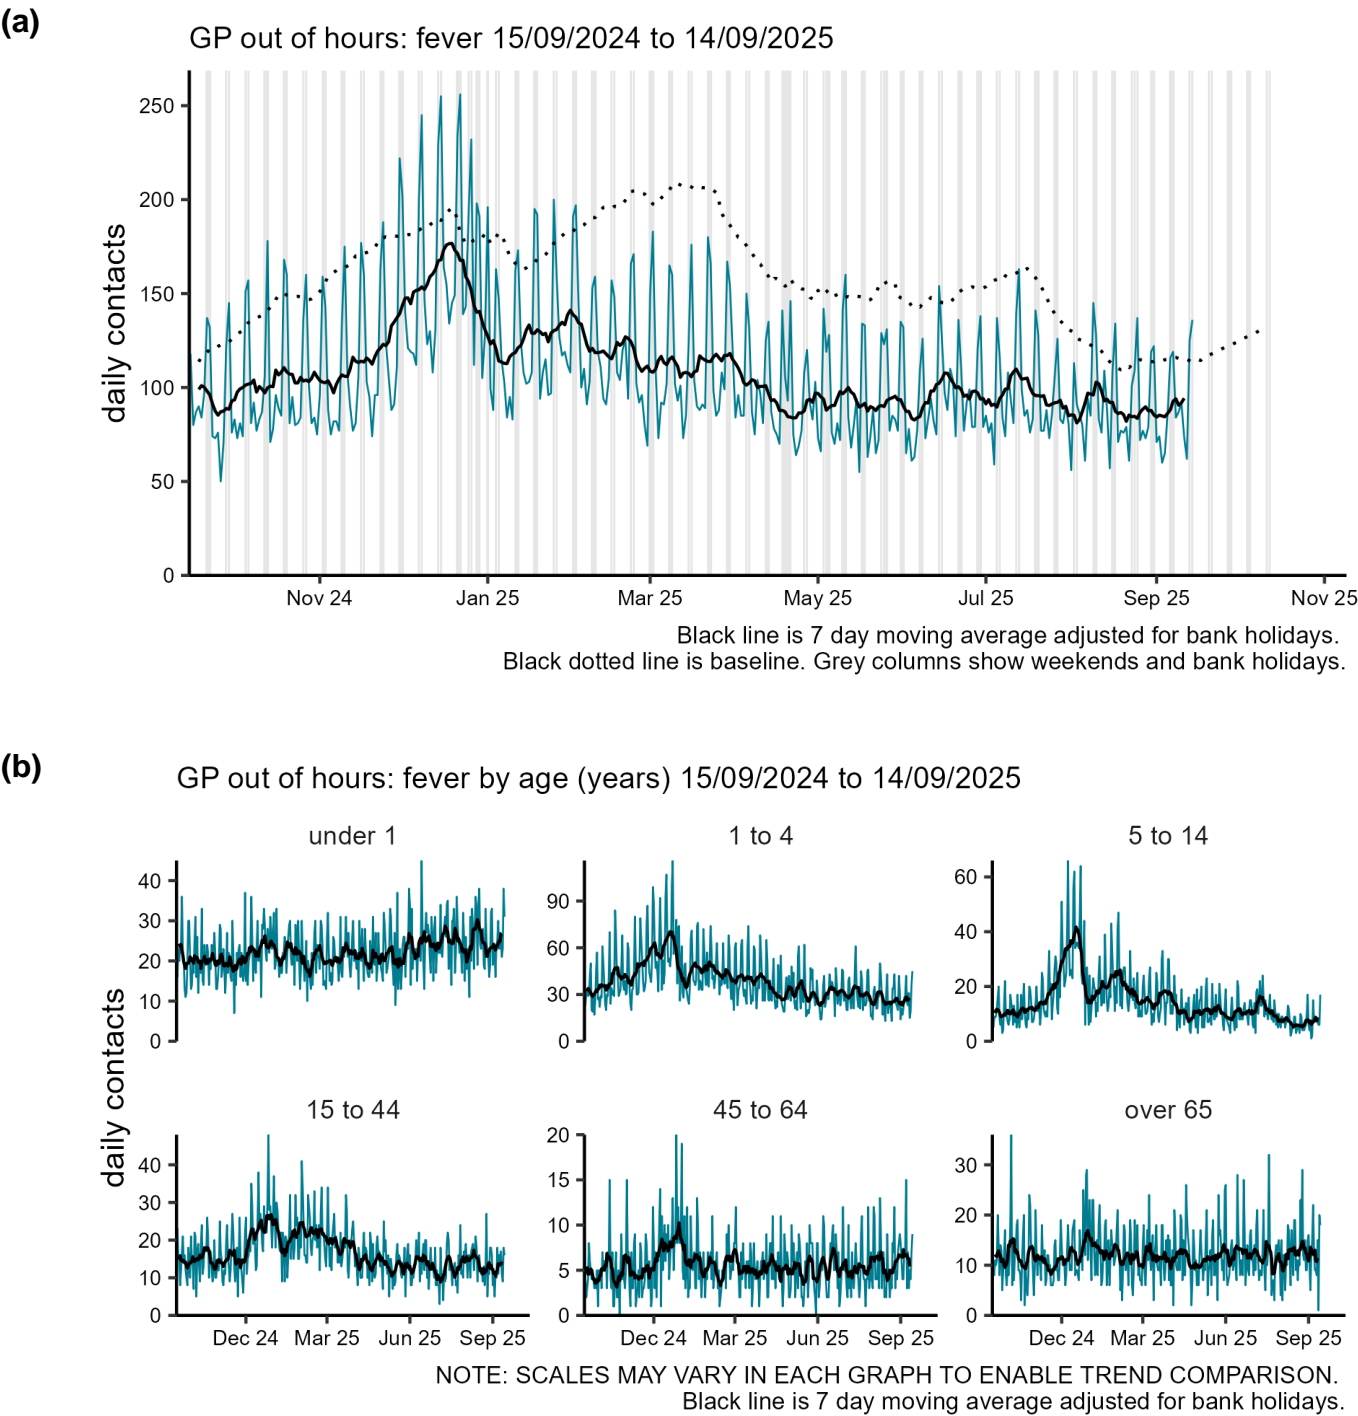 (a)
GP out of hours: fever 15/09/2024 to 14/09/2025
daily contacts
250
200
150
100
50
0
Nov 24 Jan 25 Mar 25 May 25 Jul 25 Sep 25 Nov 25
Black line is 7 day moving average adjusted for bank holidays.
Black dotted line is baseline. Grey columns show weekends and bank holidays.
(b)
GP out of hours: fever by age (years) 15/09/2024 to 14/09/2025
daily contacts
under 1
40
30
20
10
0
1 to 4
90
60
30
0
5 to 14
60
40
20
0
15 to 44
40
30
20
10
0
Dec 24 Mar 25 Jun 25 Sep 25
45 to 64
20
15
10
5
0
Dec 24 Mar 25 Jun 25 Sep 25
over 65
30
20
10
0
Dec 24 Mar 25 Jun 25 Sep 25
NOTE: SCALES MAY VARY IN EACH GRAPH TO ENABLE TREND COMPARISON.
Black line is 7 day moving average adjusted for bank holidays.